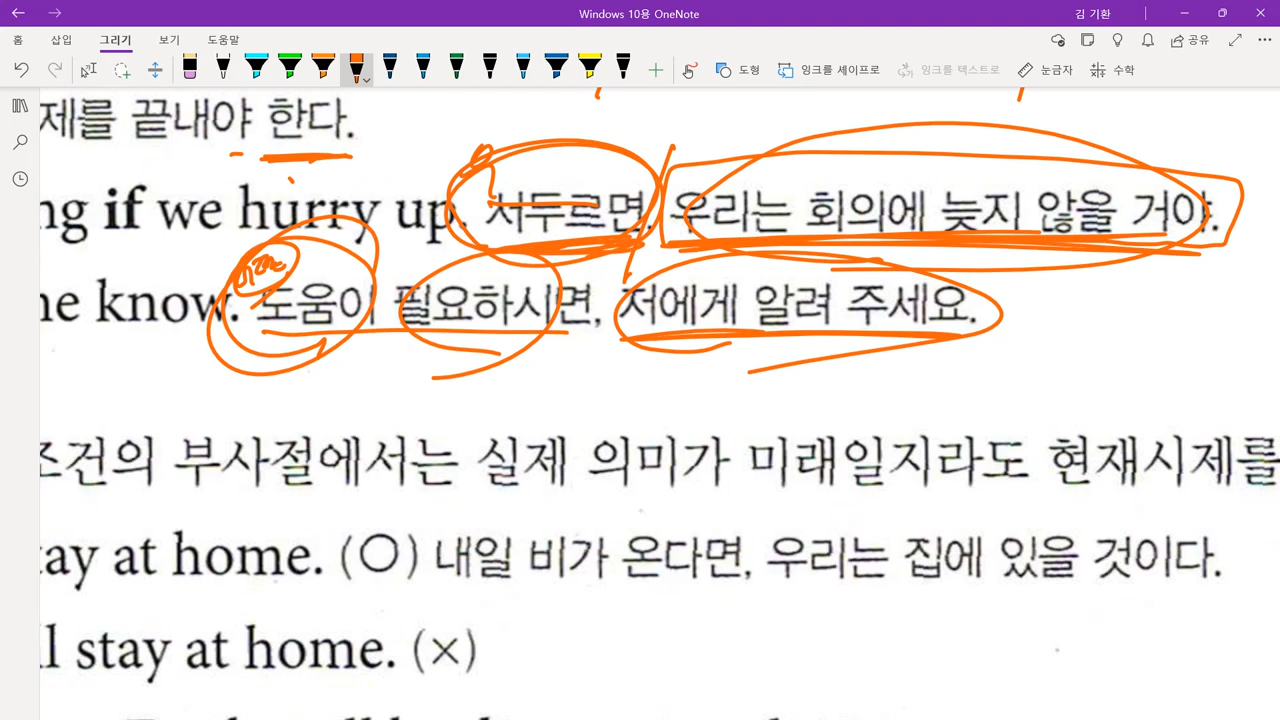 Windows 10용 OneNote
김 기환
홈 삽입 그리기 보기 도움말
공유
도형 잉크를 셰이프로 잉크를 텍스트로 눈금자 수학
제를 끝내야 한다.
ng if we hurry up. 서두르면, 우리는 회의에 늦지 않을 거야.
미래
ne know. 도움이 필요하시면, 저에게 알려 주세요.
조건의 부사절에서는 실제 의미가 미래일지라도 현재시제를
tay at home. (○) 내일 비가 온다면, 우리는 집에 있을 것이다.
ll stay at home. (×)